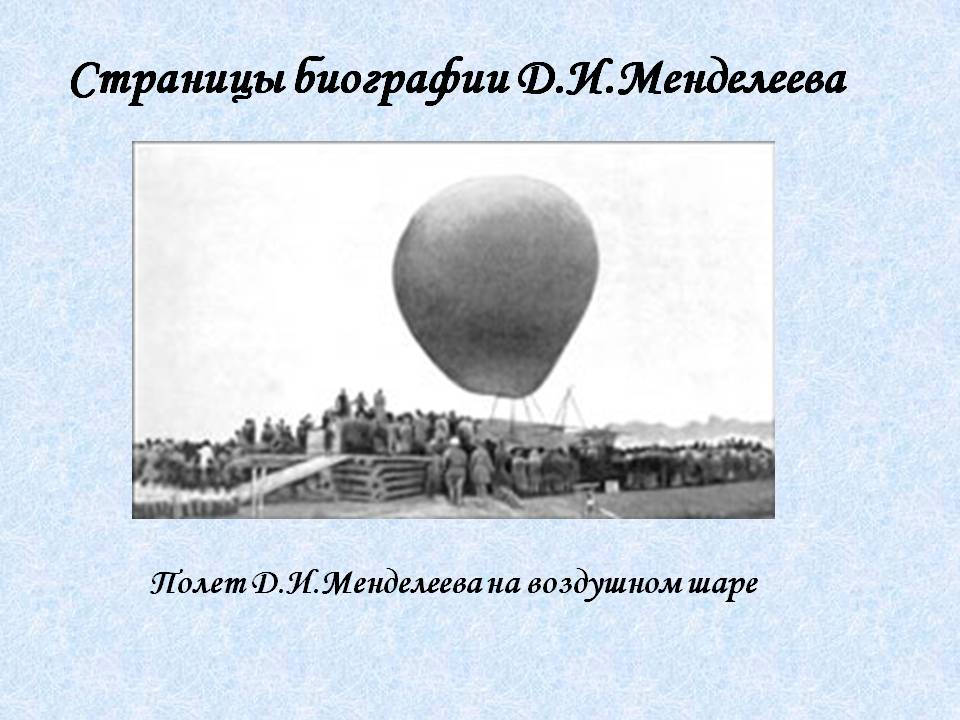 Страницы биографии Д.И.Менделеева
Полет Д.И.Менделеева на воздушном шаре